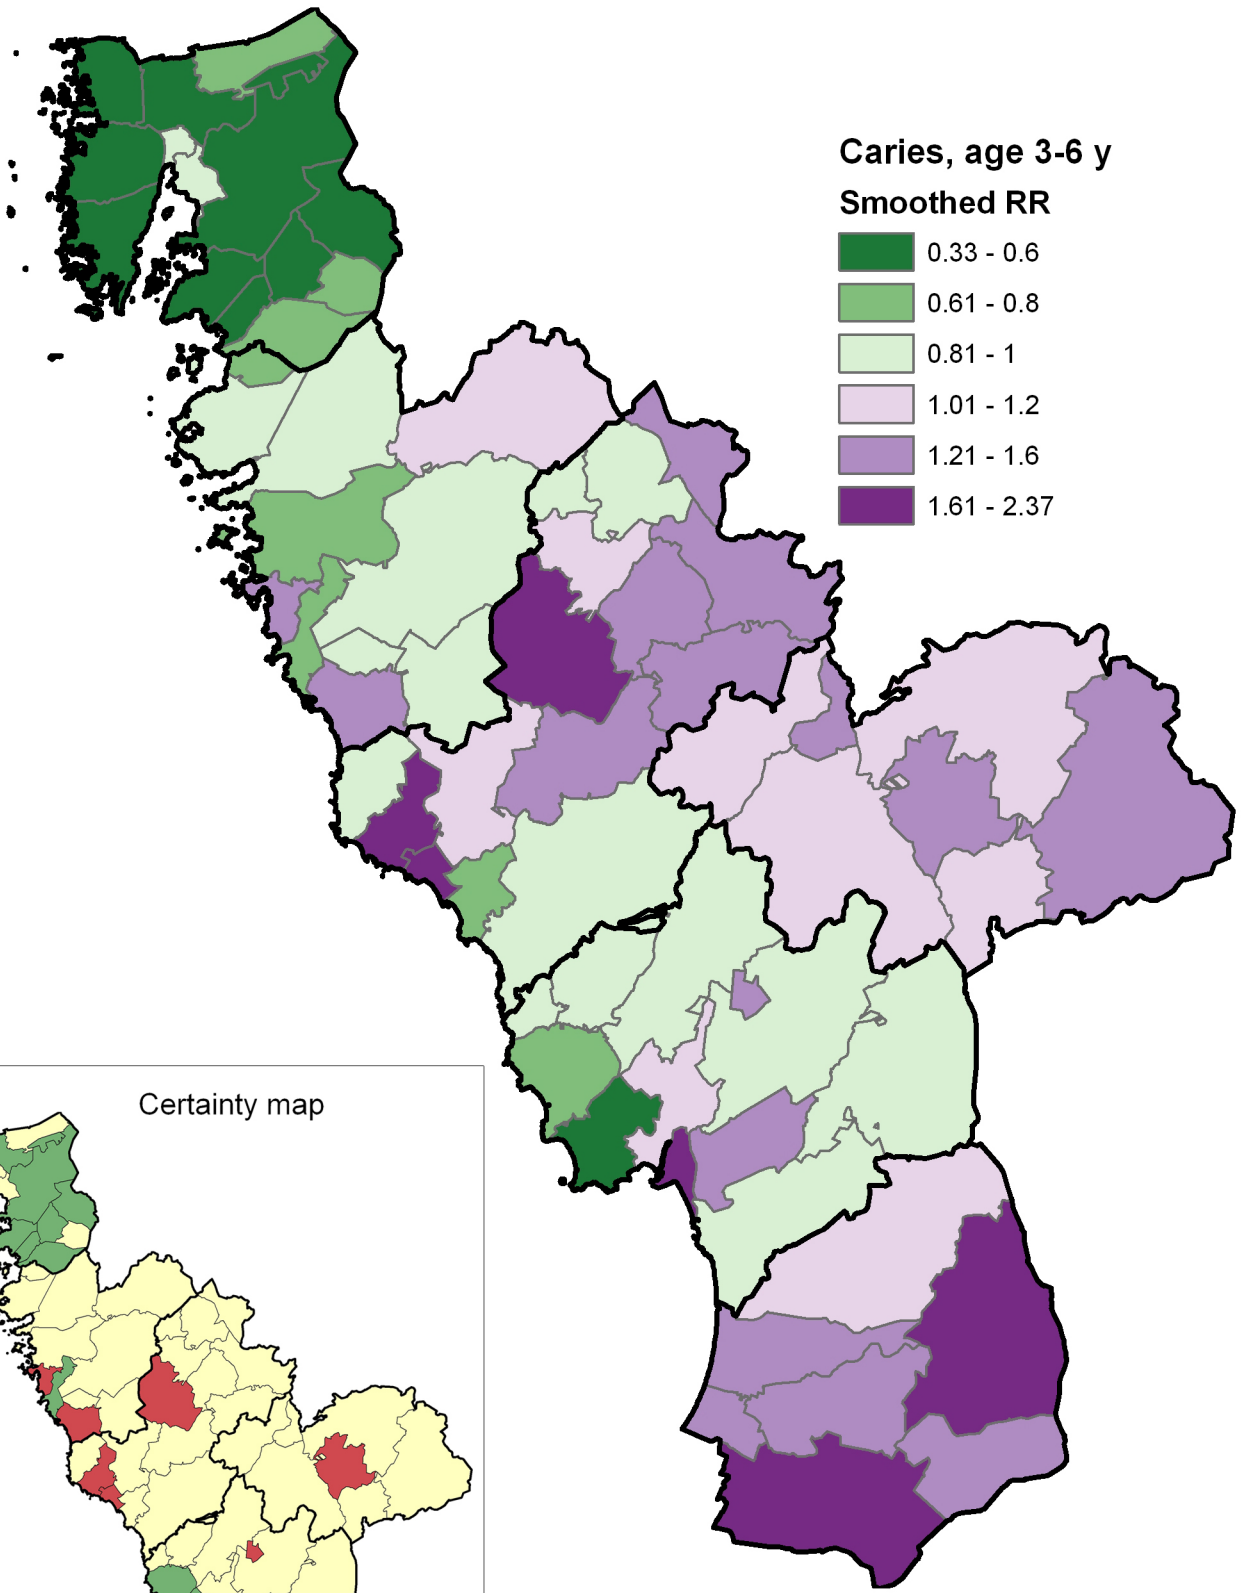 Caries, age 3-6 y
Smoothed RR
0.33 - 0.6
0.61 - 0.8
0.81 - 1
1.01 - 1.2
1.21 - 1.6
1.61 - 2.37
Certainty map